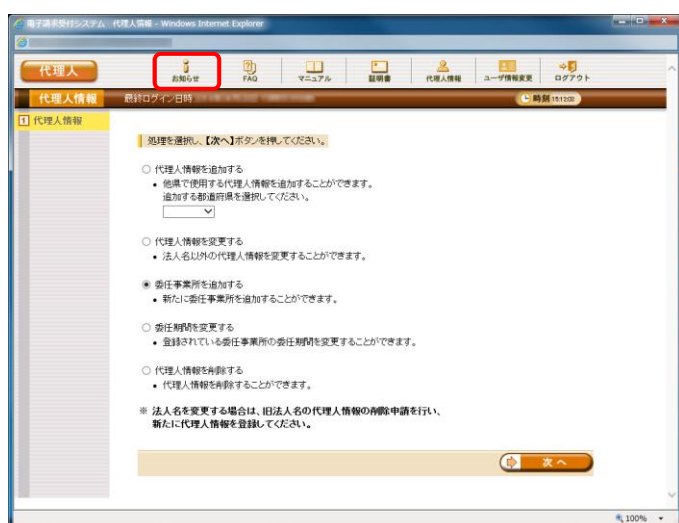 電子請求受付システム 代理人情報 - Windows Internet Explorer
代理人
お知らせ
FAQ
マニュアル
証明書
代理人情報
ユーザ情報変更
ログアウト
代理人情報
最終ログイン日時
時刻 15:12:03
1 代理人情報
処理を選択し、【次へ】ボタンを押してください。
代理人情報を追加する
• 他県で使用する代理人情報を追加することができます。
追加する都道府県を選択してください。
代理人情報を変更する
• 法人名以外の代理人情報を変更することができます。
委任事業所を追加する
• 新たに委任事業所を追加することができます。
委任期間を変更する
• 登録されている委任事業所の委任期間を変更することができます。
代理人情報を削除する
• 代理人情報を削除することができます。
※ 法人名を変更する場合は、旧法人名の代理人情報の削除申請を行い、
新たに代理人情報を登録してください。
次へ
100%